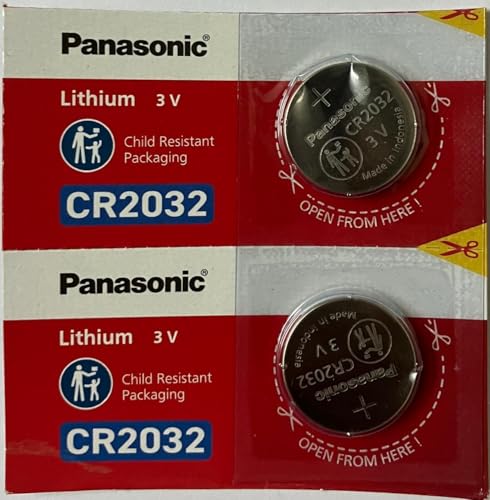 Panasonic®
Lithium 3 V
Child Resistant
Packaging
CR2032
+
Panasonic
CR2032
3 V
Made in Indonesia
OPEN FROM HERE !
Panasonic®
Lithium 3 V
Child Resistant
Packaging
CR2032
+
Panasonic
CR2032
3 V
Made in Indonesia
OPEN FROM HERE !